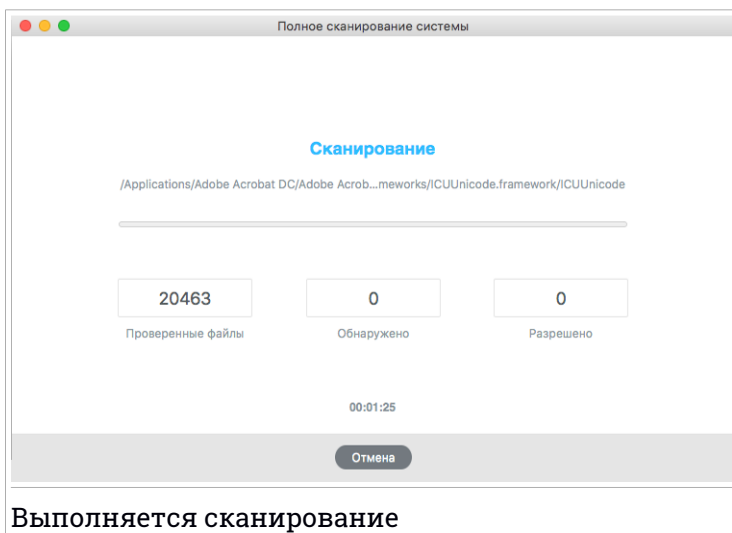 Полное сканирование системы
Сканирование
/Applications/Adobe Acrobat DC/Adobe Acrob...meworks/ICUUnicode.framework/ICUUnicode
20463
0
0
Проверенные файлы
Обнаружено
Разрешено
00:01:25
Отмена
Выполняется сканирование